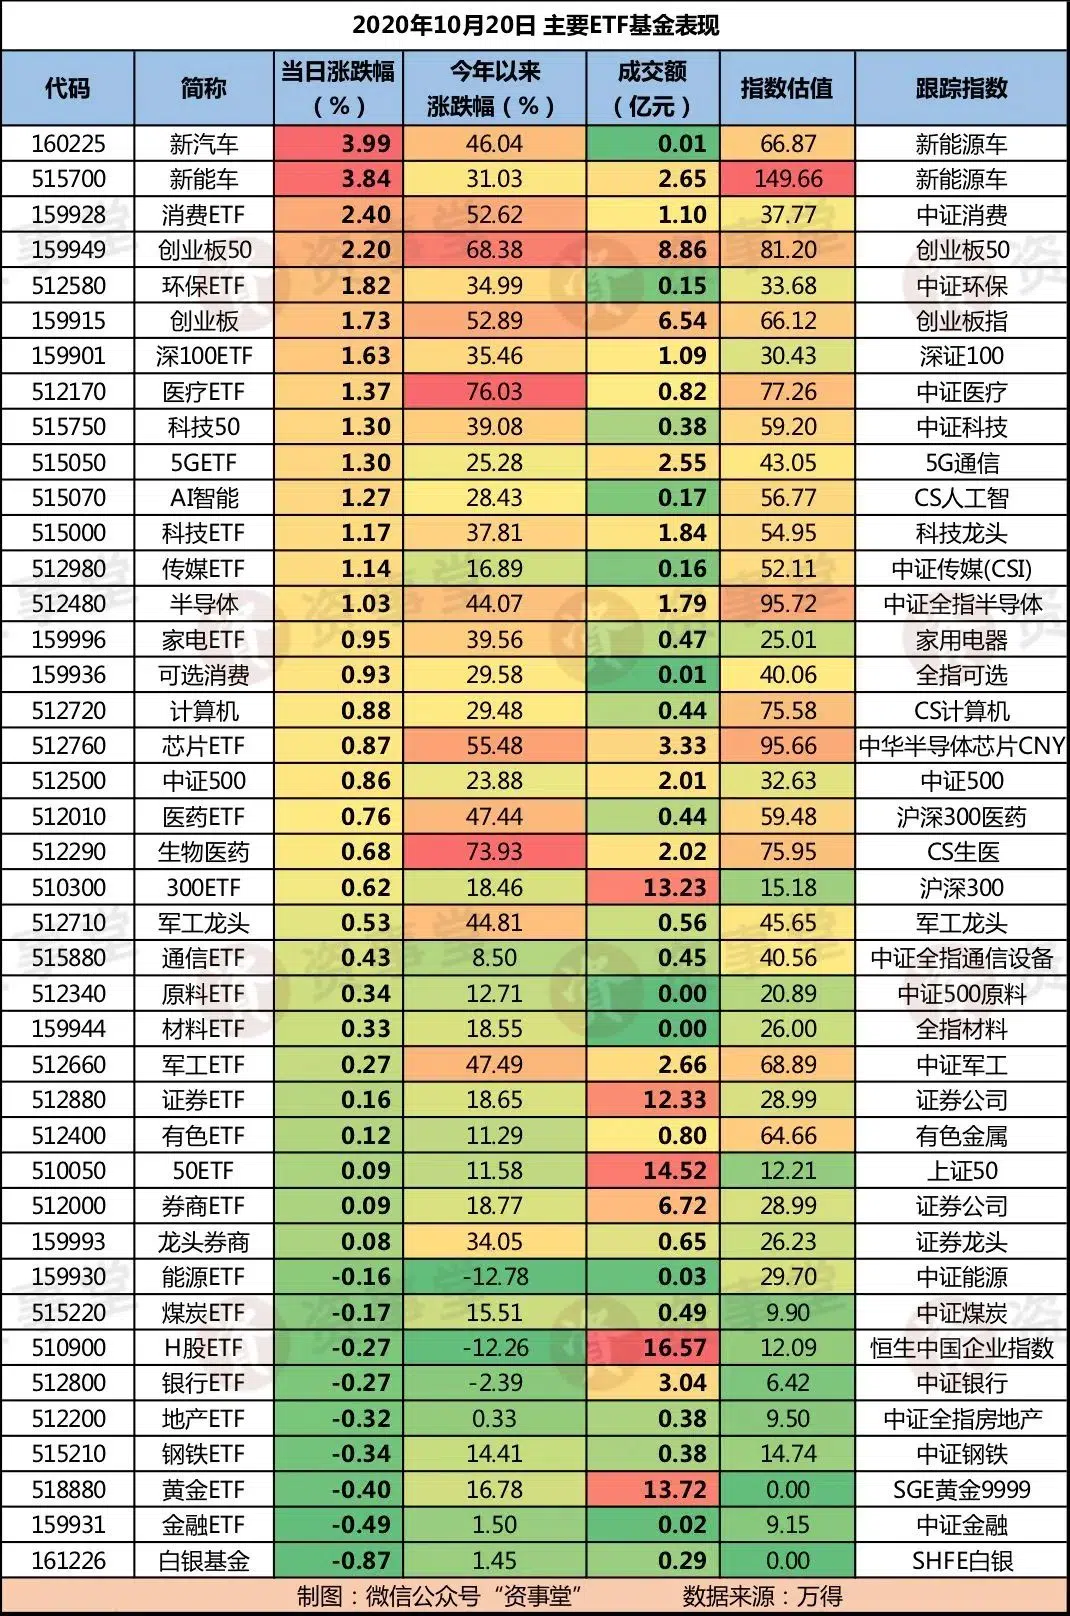 2020年10月20日 主要ETF基金表现
代码 简称 当日涨跌幅（%） 今年以来涨跌幅（%） 成交额（亿元） 指数估值 跟踪指数
160225 新汽车 3.99 46.04 0.01 66.87 新能源车
515700 新能车 3.84 31.03 2.65 149.66 新能源车
159928 消费ETF 2.40 52.62 1.10 37.77 中证消费
159949 创业板50 2.20 68.38 8.86 81.20 创业板50
512580 环保ETF 1.82 34.99 0.15 33.68 中证环保
159915 创业板 1.73 52.89 6.54 66.12 创业板指
159901 深100ETF 1.63 35.46 1.09 30.43 深证100
512170 医疗ETF 1.37 76.03 0.82 77.26 中证医疗
515750 科技50 1.30 39.08 0.38 59.20 中证科技
515050 5GETF 1.30 25.28 2.55 43.05 5G通信
515070 AI智能 1.27 28.43 0.17 56.77 CS人工智
515000 科技ETF 1.17 37.81 1.84 54.95 科技龙头
512980 传媒ETF 1.14 16.89 0.16 52.11 中证传媒(CSI)
512480 半导体 1.03 44.07 1.79 95.72 中证全指半导体
159996 家电ETF 0.95 39.56 0.47 25.01 家用电器
159936 可选消费 0.93 29.58 0.01 40.06 全指可选
512720 计算机 0.88 29.48 0.44 75.58 CS计算机
512760 芯片ETF 0.87 55.48 3.33 95.66 中华半导体芯片CNY
512500 中证500 0.86 23.88 2.01 32.63 中证500
512010 医药ETF 0.76 47.44 0.44 59.48 沪深300医药
512290 生物医药 0.68 73.93 2.02 75.95 CS生医
510300 300ETF 0.62 18.46 13.23 15.18 沪深300
512710 军工龙头 0.53 44.81 0.56 45.65 军工龙头
515880 通信ETF 0.43 8.50 0.45 40.56 中证全指通信设备
512340 原料ETF 0.34 12.71 0.00 20.89 中证500原料
159944 材料ETF 0.33 18.55 0.00 26.00 全指材料
512660 军工ETF 0.27 47.49 2.66 68.89 中证军工
512880 证券ETF 0.16 18.65 12.33 28.99 证券公司
512400 有色ETF 0.12 11.29 0.80 64.66 有色金属
510050 50ETF 0.09 11.58 14.52 12.21 上证50
512000 券商ETF 0.09 18.77 6.72 28.99 证券公司
159993 龙头券商 0.08 34.05 0.65 26.23 证券龙头
159930 能源ETF -0.16 -12.78 0.03 29.70 中证能源
515220 煤炭ETF -0.17 15.51 0.49 9.90 中证煤炭
510900 H股ETF -0.27 -12.26 16.57 12.09 恒生中国企业指数
512800 银行ETF -0.27 -2.39 3.04 6.42 中证银行
512200 地产ETF -0.32 0.33 0.38 9.50 中证全指房地产
515210 钢铁ETF -0.34 14.41 0.38 14.74 中证钢铁
518880 黄金ETF -0.40 16.78 13.72 0.00 SGE黄金9999
159931 金融ETF -0.49 1.50 0.02 9.15 中证金融
161226 白银基金 -0.87 1.45 0.29 0.00 SHFE白银
制图：微信公众号“资事堂” 数据来源：万得